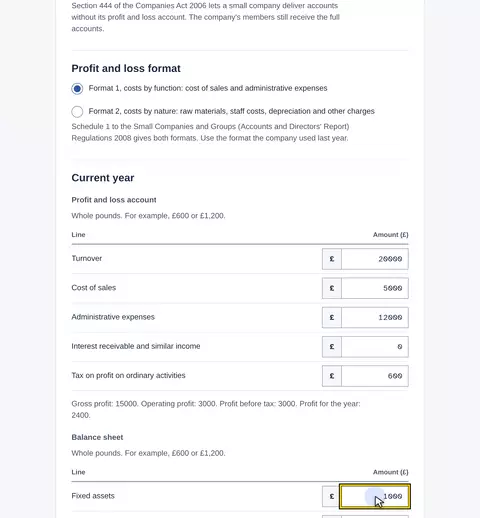 Section 444 of the Companies Act 2006 lets a small company deliver accounts
without its profit and loss account. The company's members still receive the full
accounts.
Profit and loss format
Format 1, costs by function: cost of sales and administrative expenses
Format 2, costs by nature: raw materials, staff costs, depreciation and other charges
Schedule 1 to the Small Companies and Groups (Accounts and Directors' Report)
Regulations 2008 gives both formats. Use the format the company used last year.
Current year
Profit and loss account
Whole pounds. For example, £600 or £1,200.
Line Amount (£)
Turnover £ 20000
Cost of sales £ 5000
Administrative expenses £ 12000
Interest receivable and similar income £ 0
Tax on profit on ordinary activities £ 600
Gross profit: 15000. Operating profit: 3000. Profit before tax: 3000. Profit for the year:
2400.
Balance sheet
Whole pounds. For example, £600 or £1,200.
Line Amount (£)
Fixed assets £ 1000